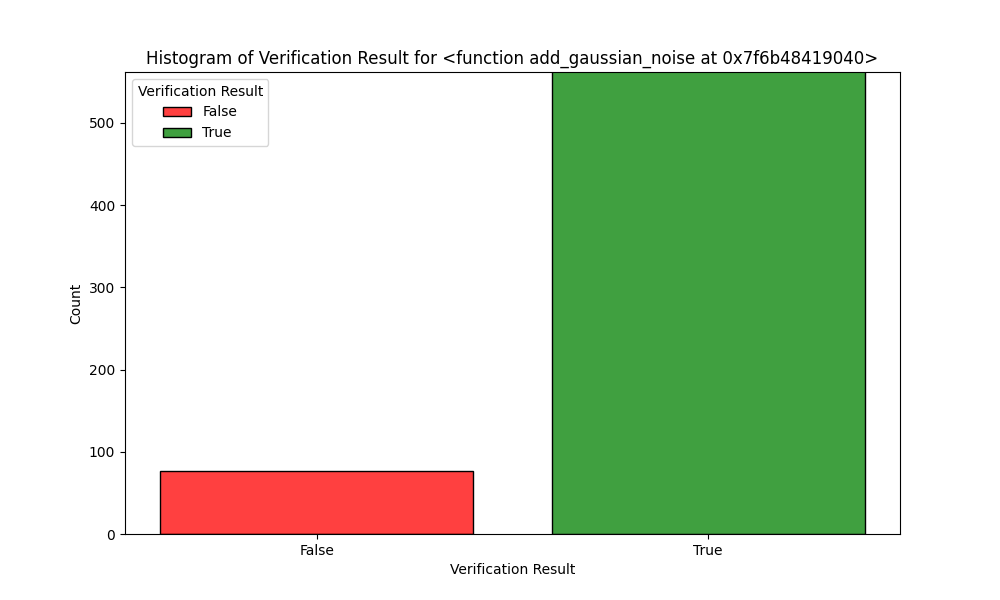 Histogram of Verification Result for <function add_gaussian_noise at 0x7f6b48419040>
Verification Result
False
True
500
400
300
200
100
0
Count
False
True
Verification Result